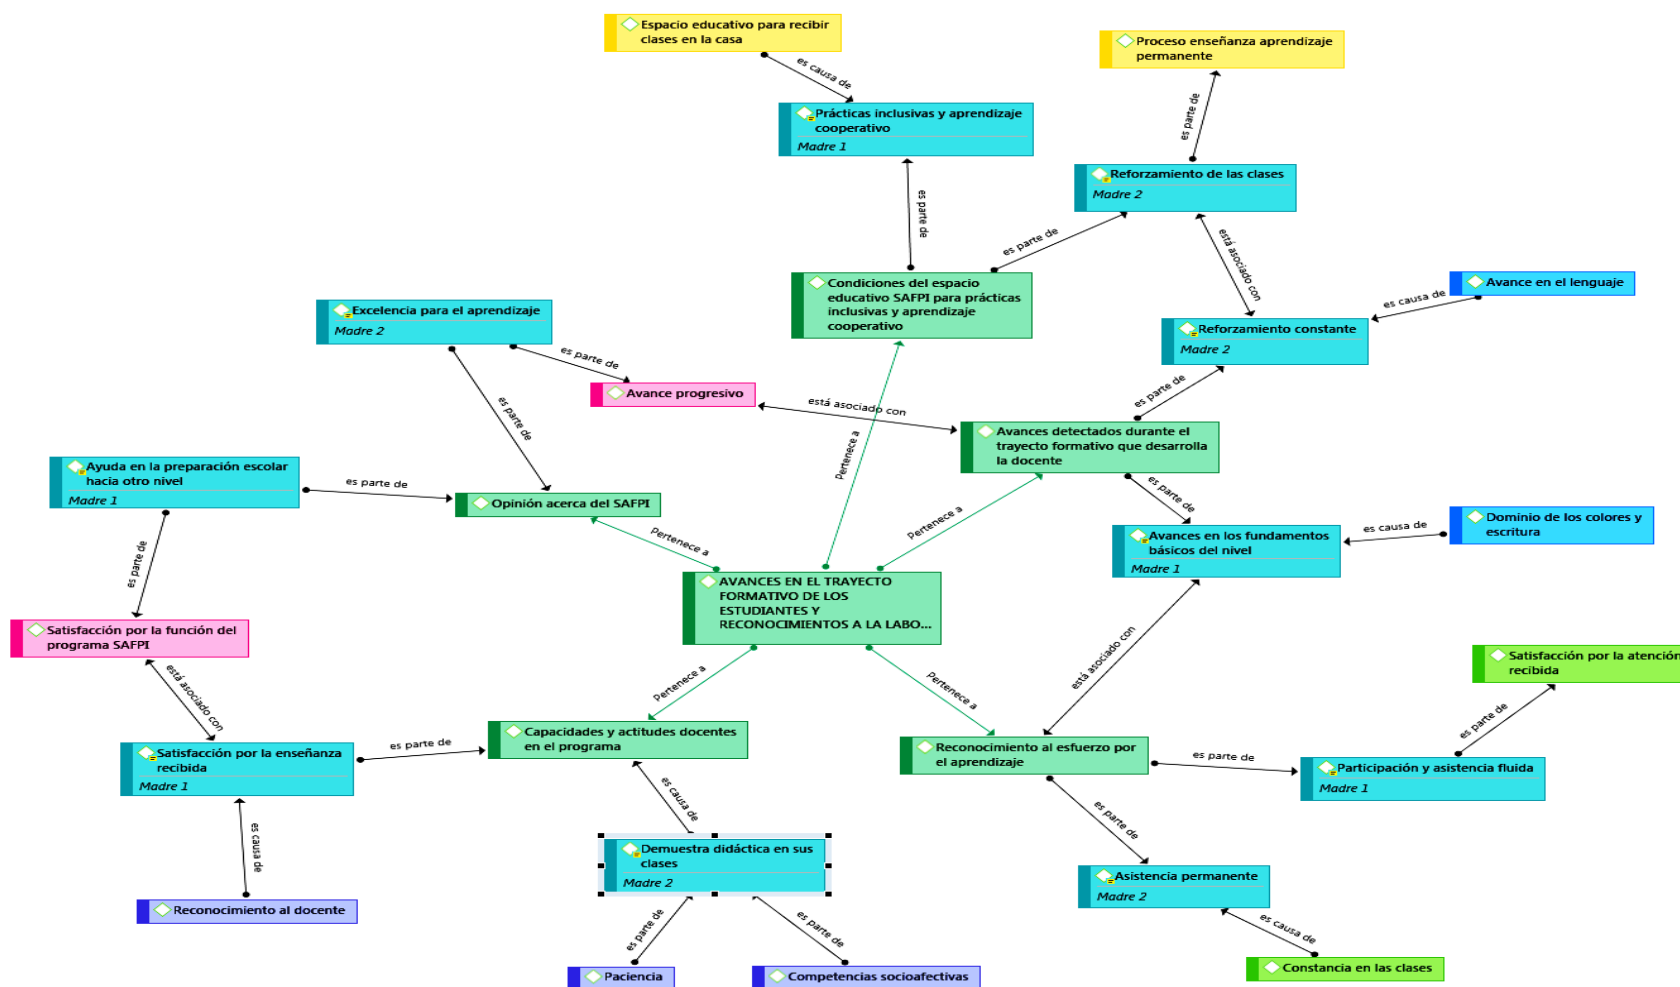 Espacio educativo para recibir
clases en la casa
es causa de
Proceso enseñanza aprendizaje
permanente
es parte de
Prácticas inclusivas y aprendizaje
cooperativo
Madre 1
es parte de
Reforzamiento de las clases
Madre 2
es parte de
está asociado con
Condiciones del espacio
educativo SAFPI para prácticas
inclusivas y aprendizaje
cooperativo
Avance en el lenguaje
es causa de
Excelencia para el aprendizaje
Madre 2
Reforzamiento constante
Madre 2
es parte de
es parte de
Avance progresivo
está asociado con
es parte de
Avances detectados durante el
trayecto formativo que desarrolla
la docente
Pertenece a
Ayuda en la preparación escolar
hacia otro nivel
Madre 1
es parte de
Opinión acerca del SAFPI
es parte de
Pertenece a
Pertenece a
es parte de
Dominio de los colores y
escritura
es causa de
Avances en los fundamentos
básicos del nivel
Madre 1
AVANCES EN EL TRAYECTO
FORMATIVO DE LOS
ESTUDIANTES Y
RECONOCIMIENTOS A LA LABO...
Satisfacción por la función del
programa SAFPI
está asociado con
está asociado con
Satisfacción por la atención
recibida
es parte de
Pertenece a
Pertenece a
Capacidades y actitudes docentes
en el programa
Satisfacción por la enseñanza
recibida
Madre 1
es parte de
Reconocimiento al esfuerzo por
el aprendizaje
es parte de
Participación y asistencia fluida
Madre 1
es causa de
es causa de
es parte de
Demuestra didáctica en sus
clases
Madre 2
Asistencia permanente
Madre 2
Reconocimiento al docente
es parte de
es parte de
es causa de
Paciencia
Competencias socioafectivas
Constancia en las clases